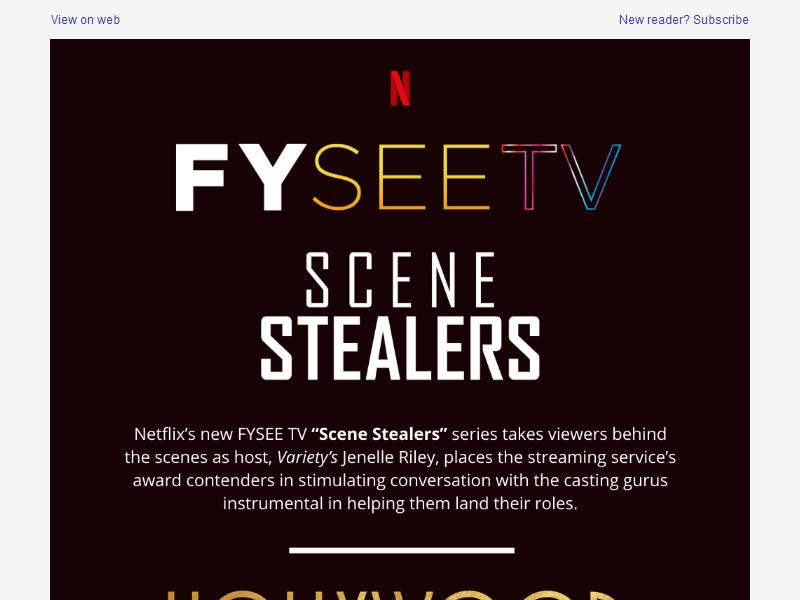 View on web
New reader? Subscribe
N
FYSEETV
SCENE
STEALERS
Netflix’s new FYSEE TV “Scene Stealers” series takes viewers behind
the scenes as host, Variety’s Jenelle Riley, places the streaming service’s
award contenders in stimulating conversation with the casting gurus
instrumental in helping them land their roles.
HOLLYWOOD